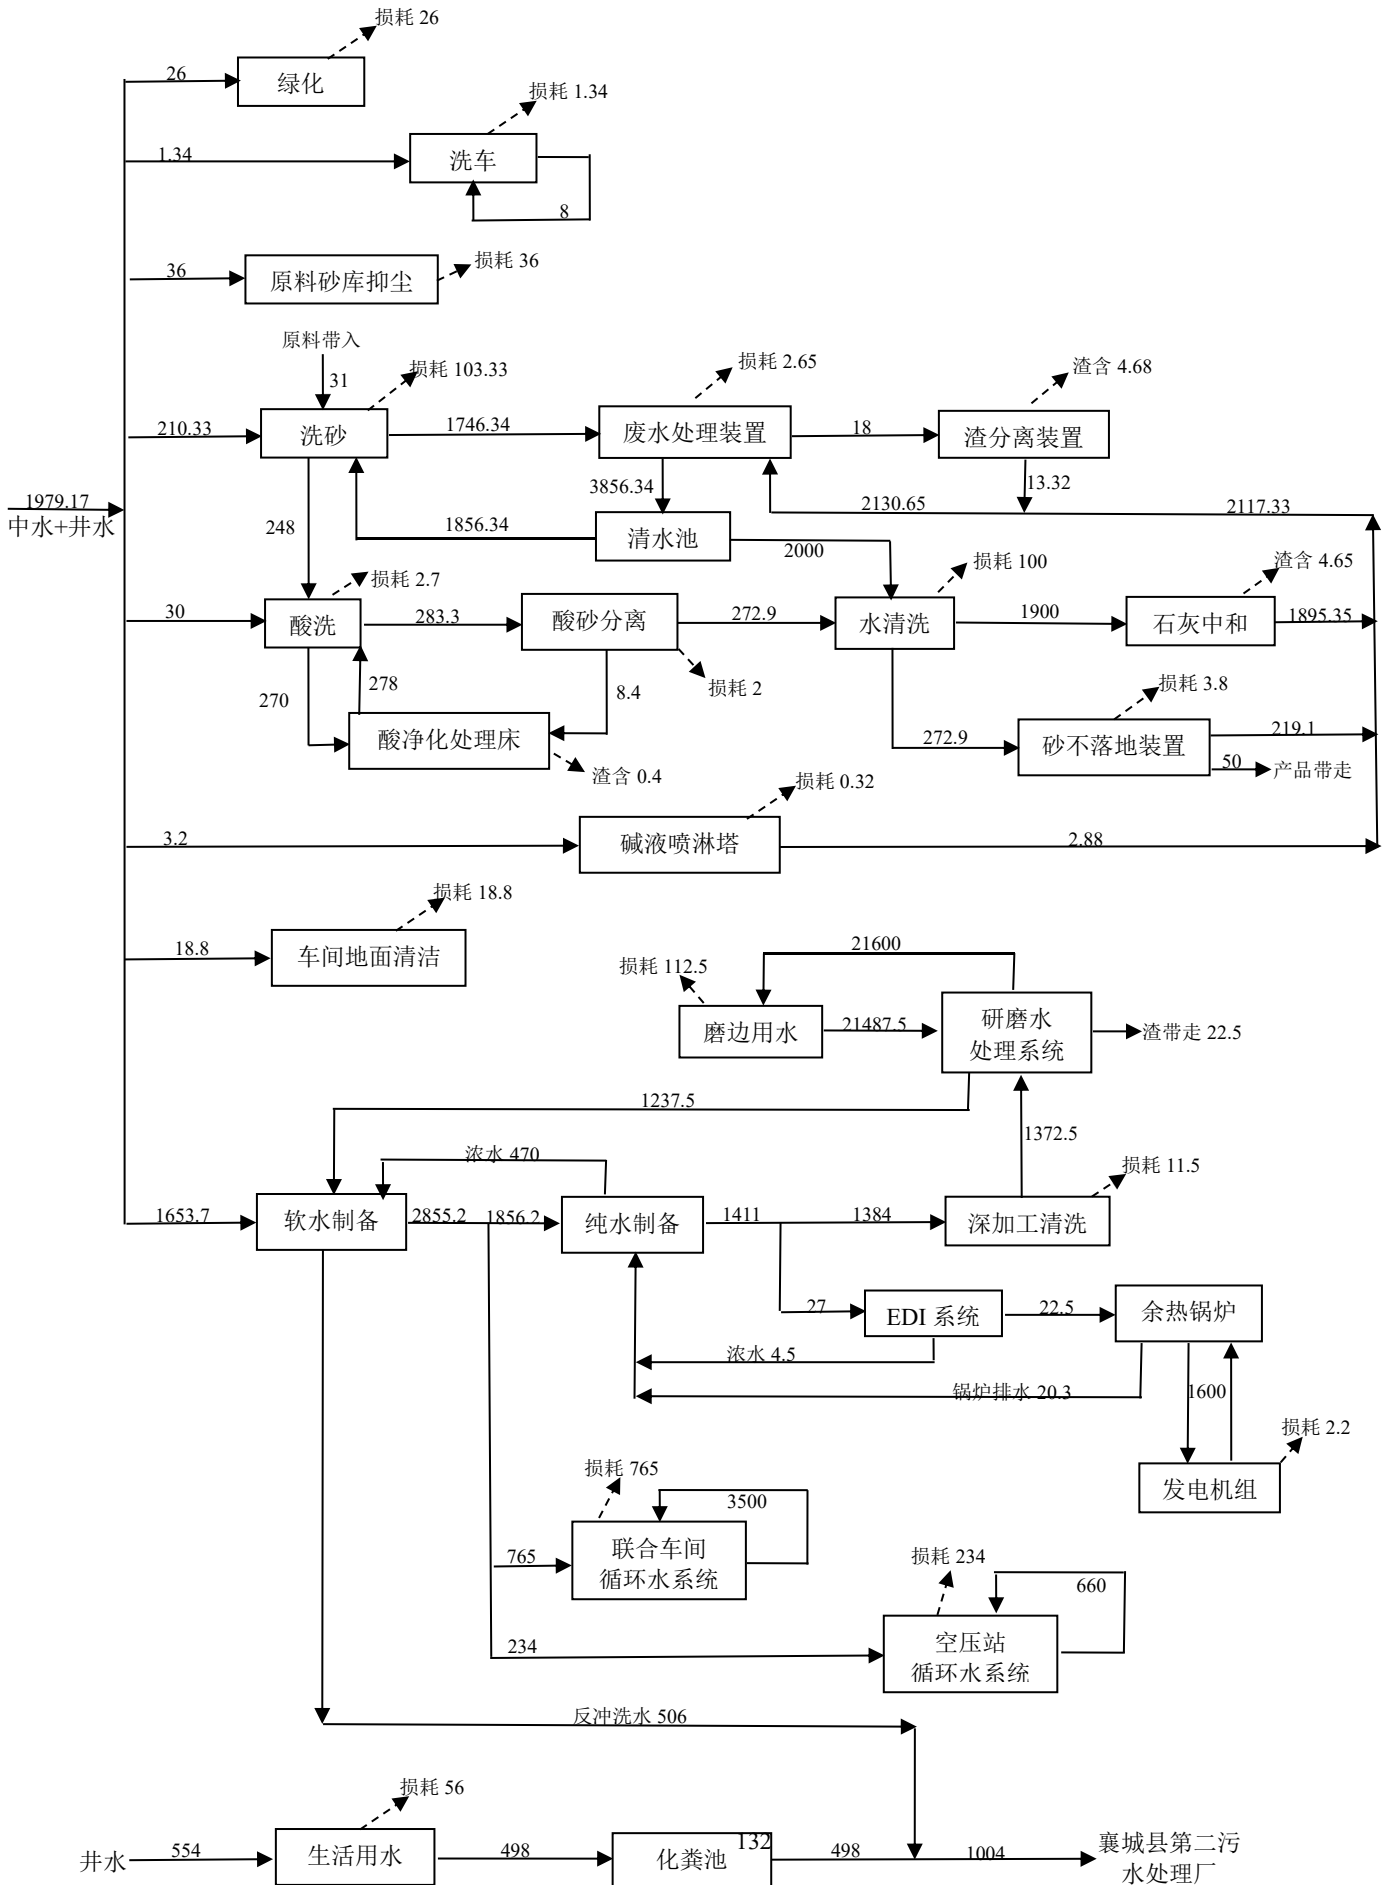 损耗 26
26
绿化
损耗 1.34
1.34
洗车
8
36
原料砂库抑尘
损耗 36
原料带入
31
损耗 103.33
损耗 2.65
渣含 4.68
210.33
洗砂
1746.34
废水处理装置
18
渣分离装置
3856.34
13.32
1979.17
中水+井水
248
1856.34
清水池
2000
2130.65
2117.33
损耗 2.7
损耗 100
渣含 4.65
30
酸洗
283.3
酸砂分离
272.9
水清洗
1900
石灰中和
1895.35
270
278
8.4
损耗 2
损耗 3.8
酸净化处理床
渣含 0.4
272.9
砂不落地装置
219.1
50
产品带走
损耗 0.32
3.2
碱液喷淋塔
2.88
损耗 18.8
18.8
车间地面清洁
21600
损耗 112.5
磨边用水
21487.5
研磨水
处理系统
渣带走 22.5
1237.5
1372.5
浓水 470
损耗 11.5
1653.7
软水制备
2855.2
1856.2
纯水制备
1411
1384
深加工清洗
27
EDI 系统
22.5
余热锅炉
浓水 4.5
锅炉排水 20.3
1600
损耗 2.2
发电机组
损耗 765
3500
765
联合车间
循环水系统
损耗 234
660
234
空压站
循环水系统
反冲洗水 506
损耗 56
井水
554
生活用水
498
化粪池
132
498
1004
襄城县第二污
水处理厂